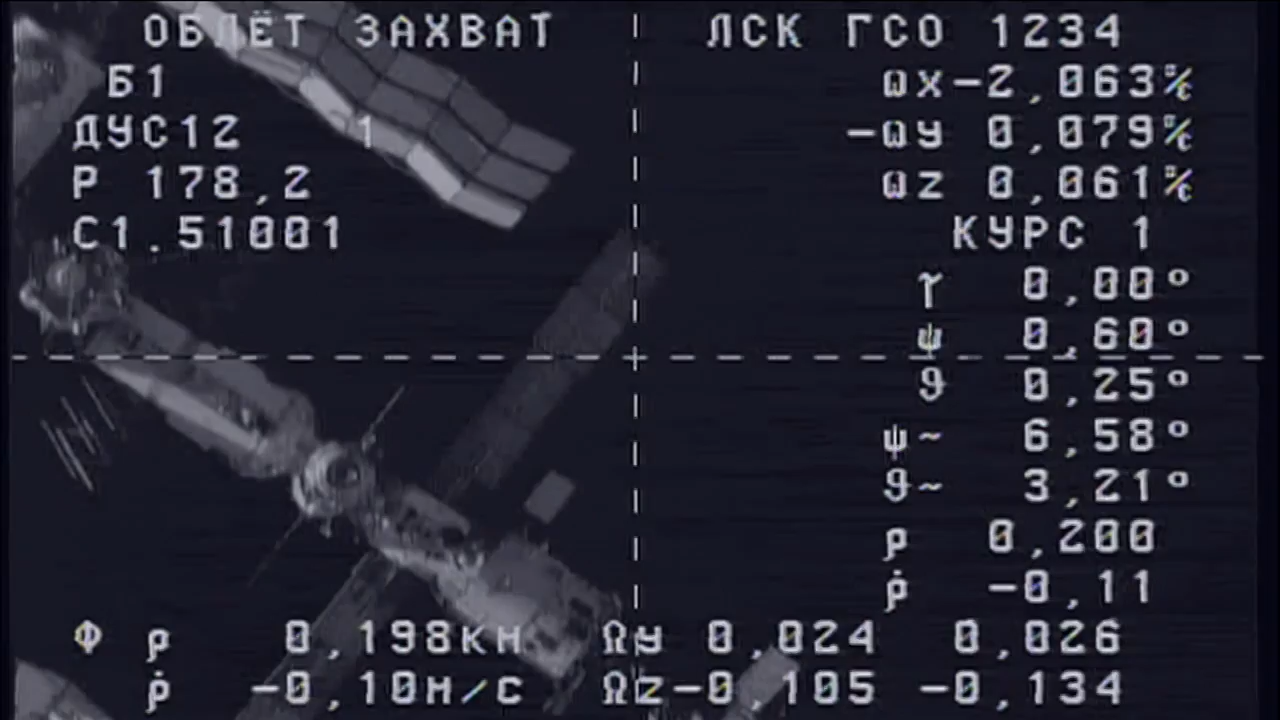 ОБЛЁТ ЗАХВАТ ЛСК ГСО 1234
Б1 ωx-2,063°/с
ДУС12 1 -ωy 0,079°/с
Р 178,2 ωz 0,061°/с
С1.51001 КУРС 1
γ 0,00°
ψ 0,60°
ϑ 0,25°
ψ~ 6,58°
ϑ~ 3,21°
ρ 0,200
ρ̇ -0,11
Ф ρ 0,198кн Ωy 0,024 0,026
ρ̇ -0,10м/с Ωz-0,105 -0,134